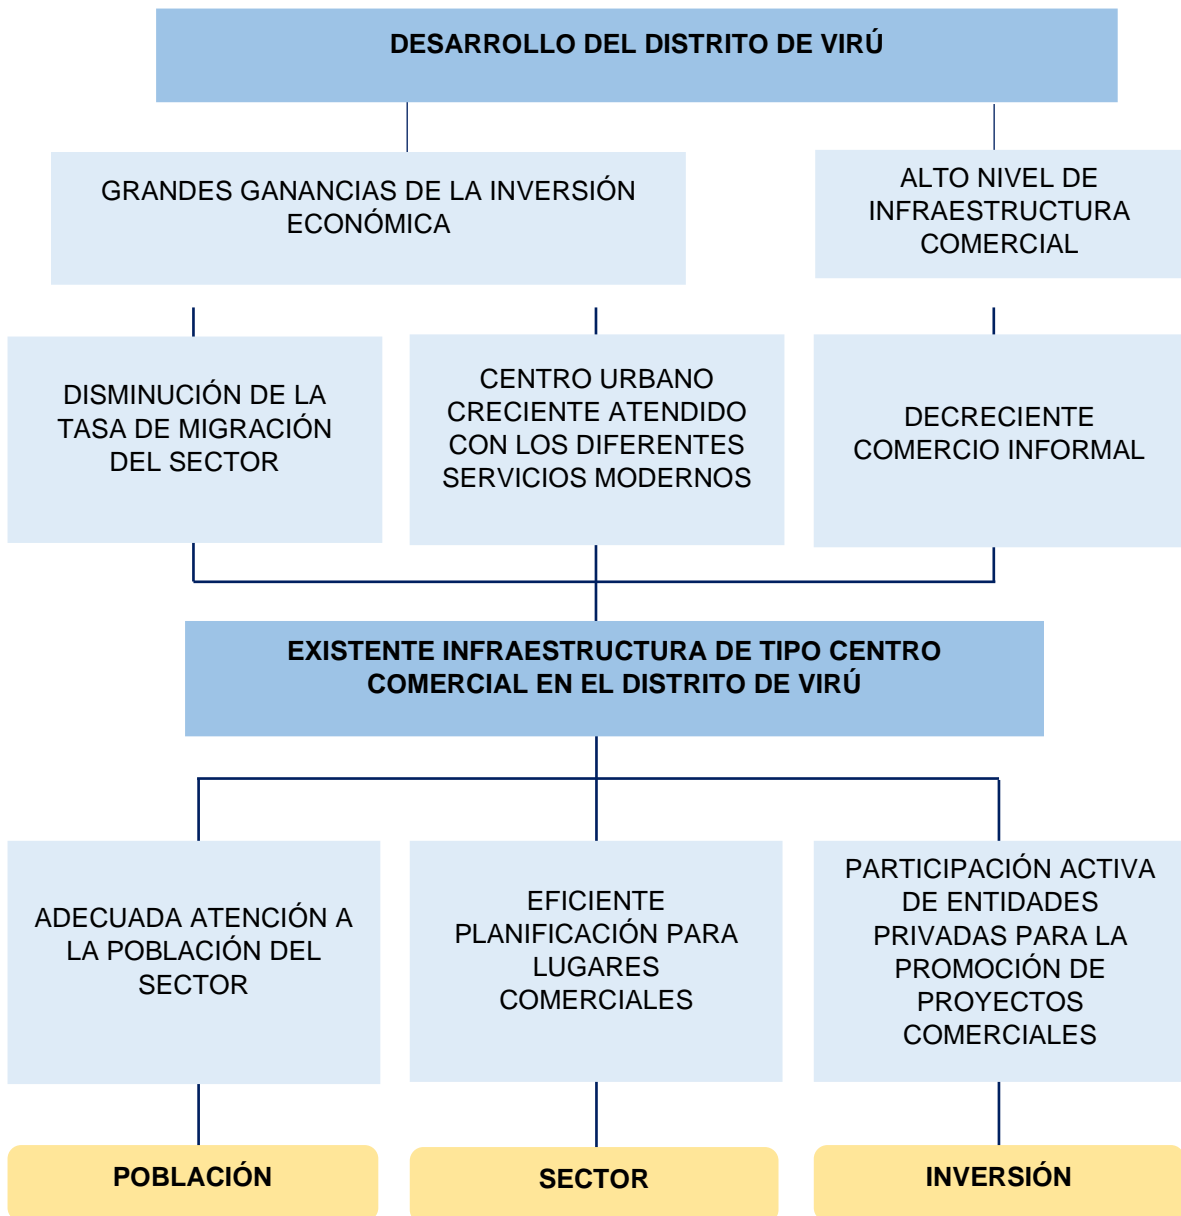 DESARROLLO DEL DISTRITO DE VIRÚ
GRANDES GANANCIAS DE LA INVERSIÓN
ECONÓMICA
ALTO NIVEL DE
INFRAESTRUCTURA
COMERCIAL
DISMINUCIÓN DE LA
TASA DE MIGRACIÓN
DEL SECTOR
CENTRO URBANO
CRECIENTE ATENDIDO
CON LOS DIFERENTES
SERVICIOS MODERNOS
DECRECIENTE
COMERCIO INFORMAL
EXISTENTE INFRAESTRUCTURA DE TIPO CENTRO
COMERCIAL EN EL DISTRITO DE VIRÚ
ADECUADA ATENCIÓN A
LA POBLACIÓN DEL
SECTOR
EFICIENTE
PLANIFICACIÓN PARA
LUGARES
COMERCIALES
PARTICIPACIÓN ACTIVA
DE ENTIDADES
PRIVADAS PARA LA
PROMOCIÓN DE
PROYECTOS
COMERCIALES
POBLACIÓN
SECTOR
INVERSIÓN